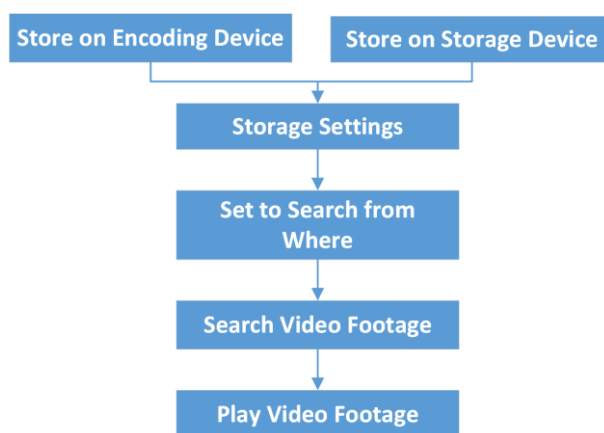 Store on Encoding Device
Store on Storage Device
Storage Settings
Set to Search from
Where
Search Video Footage
Play Video Footage